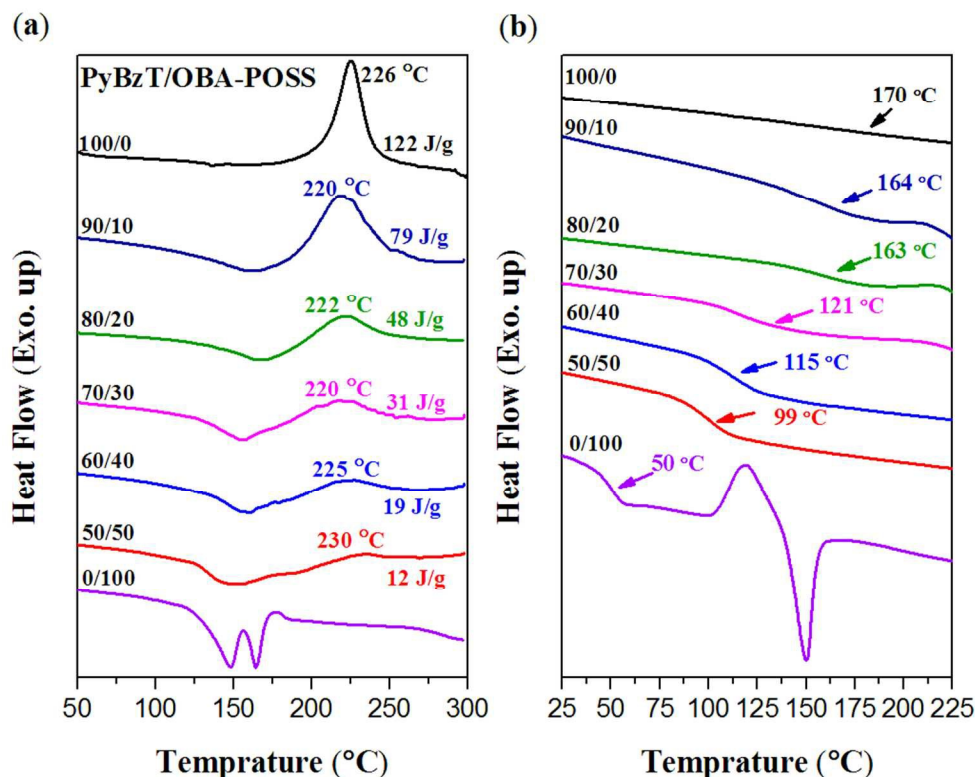 (a)
PyBzT/OBA-POSS
226 °C
100/0
122 J/g
220 °C
90/10
79 J/g
222 °C
80/20
48 J/g
220 °C
70/30
31 J/g
225 °C
60/40
19 J/g
50/50
230 °C
12 J/g
0/100
Heat Flow (Exo. up)
50 100 150 200 250 300
Temprature (°C)
(b)
100/0
170 °C
90/10
164 °C
80/20
163 °C
70/30
121 °C
60/40
115 °C
50/50
99 °C
0/100
50 °C
Heat Flow (Exo. up)
25 50 75 100 125 150 175 200 225
Temprature (°C)